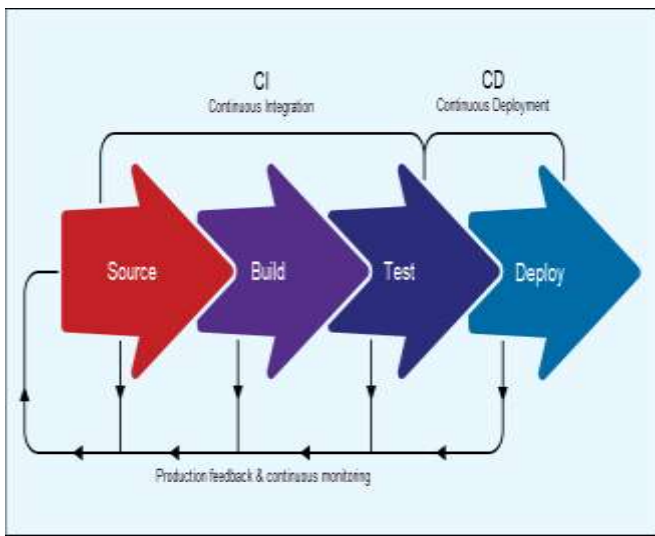 CI
Continuous Integration
CD
Continuous Deployment
Source
Build
Test
Deploy
Production feedback & continuous monitoring